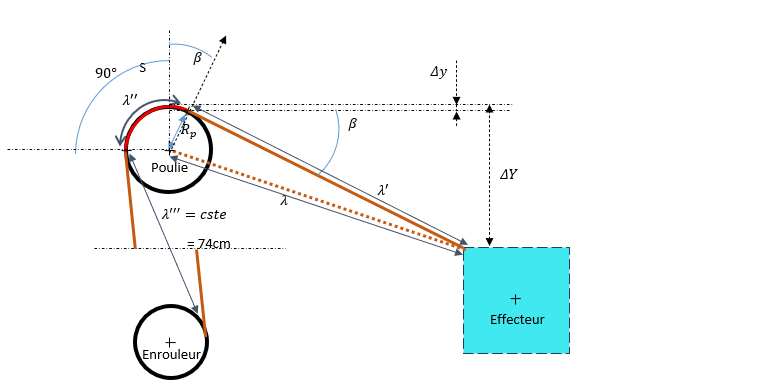 β
90°
S
Δy
λ′′
R_p
β
Poulie
ΔY
λ′
λ
λ′′′ = cste
= 74cm
Effecteur
Enrouleur